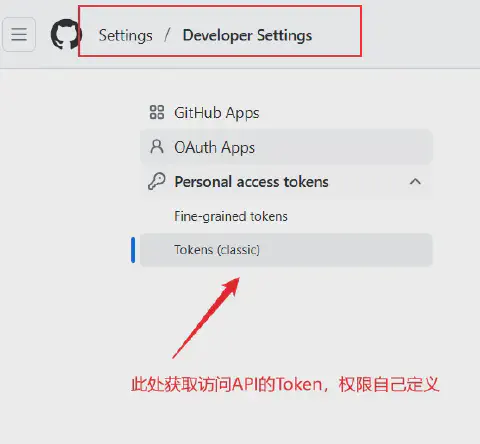 Settings / Developer Settings
GitHub Apps
OAuth Apps
Personal access tokens
Fine-grained tokens
Tokens (classic)
此处获取访问API的Token，权限自己定义